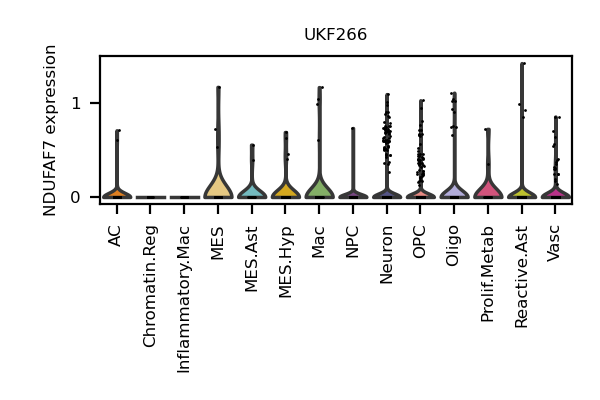 UKF266
NDUFAF7 expression
1
0
AC
Chromatin.Reg
Inflammatory.Mac
MES
MES.Ast
MES.Hyp
Mac
NPC
Neuron
OPC
Oligo
Prolif.Metab
Reactive.Ast
Vasc